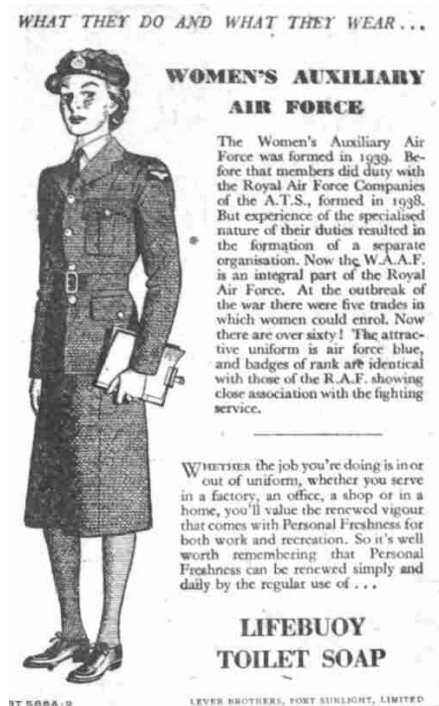 WHAT THEY DO AND WHAT THEY WEAR...
WOMEN'S AUXILIARY
AIR FORCE
The Women's Auxiliary Air
Force was formed in 1939. Be-
fore that members did duty with
the Royal Air Force Companies
of the A.T.S., formed in 1938.
But experience of the specialised
nature of their duties resulted in
the formation of a separate
organisation. Now the W.A.A.F.
is an integral part of the Royal
Air Force. At the outbreak of
the war there were five trades in
which women could enrol. Now
there are over sixty! The attrac-
tive uniform is air force blue,
and badges of rank are identical
with those of the R.A.F. showing
close association with the fighting
service.
WHETHER the job you're doing is in or
out of uniform, whether you serve
in a factory, an office, a shop or in a
home, you'll value the renewed vigour
that comes with Personal Freshness for
both work and recreation. So it's well
worth remembering that Personal
Freshness can be renewed simply and
daily by the regular use of...
LIFEBUOY
TOILET SOAP
LEVER BROTHERS, PORT SUNLIGHT, LIMITED